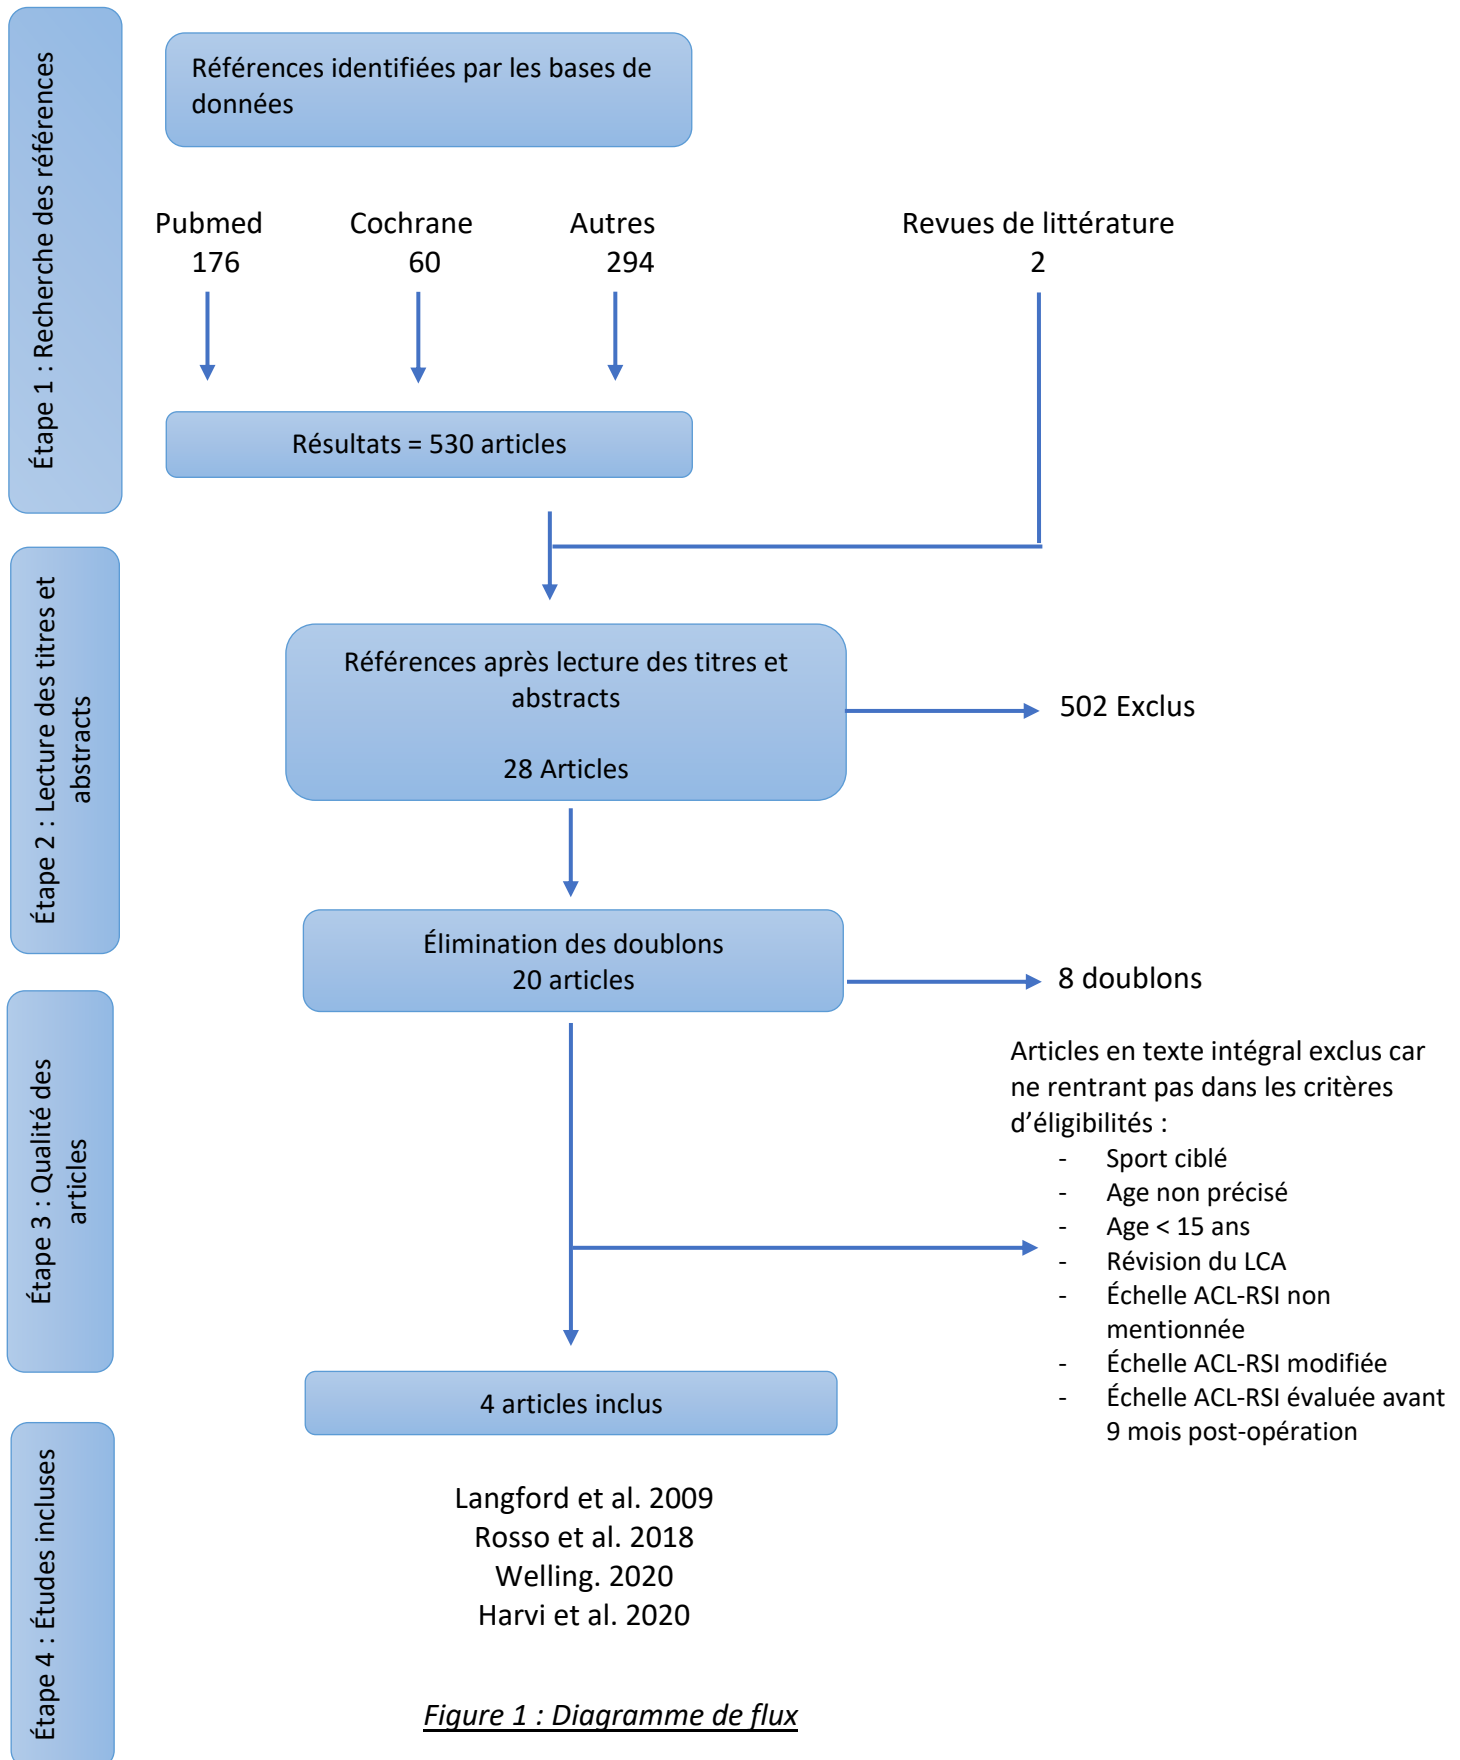 Étape 1 : Recherche des références
Références identifiées par les bases de
données
Pubmed
176
Cochrane
60
Autres
294
Revues de littérature
2
Résultats = 530 articles
Étape 2 : Lecture des titres et
abstracts
Références après lecture des titres et
abstracts
28 Articles
502 Exclus
Élimination des doublons
20 articles
8 doublons
Étape 3 : Qualité des
articles
Articles en texte intégral exclus car
ne rentrant pas dans les critères
d’éligibilités :
- Sport ciblé
- Age non précisé
- Age < 15 ans
- Révision du LCA
- Échelle ACL-RSI non
mentionnée
- Échelle ACL-RSI modifiée
- Échelle ACL-RSI évaluée avant
9 mois post-opération
4 articles inclus
Étape 4 : Études incluses
Langford et al. 2009
Rosso et al. 2018
Welling. 2020
Harvi et al. 2020
Figure 1 : Diagramme de flux